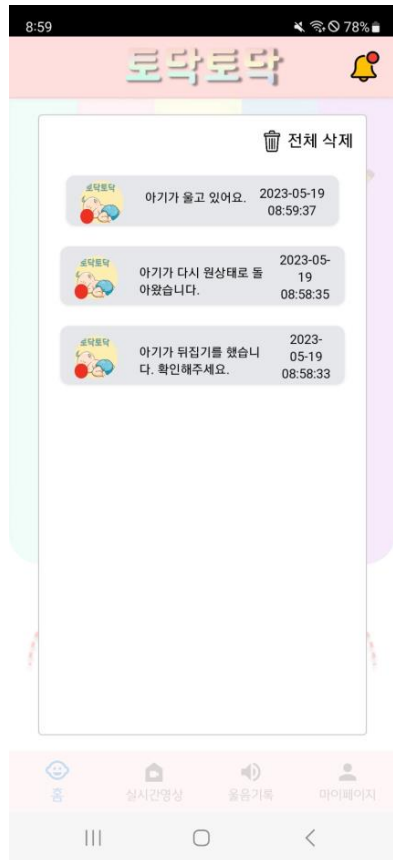 8:59
78%
토닥토닥
전체 삭제
토닥토닥
아기가 울고 있어요.
2023-05-19
08:59:37
토닥토닥
아기가 다시 원상태로 돌
아왔습니다.
2023-05-
19
08:58:35
토닥토닥
아기가 뒤집기를 했습니
다. 확인해주세요.
2023-
05-19
08:58:33
홈
실시간영상
울음기록
마이페이지